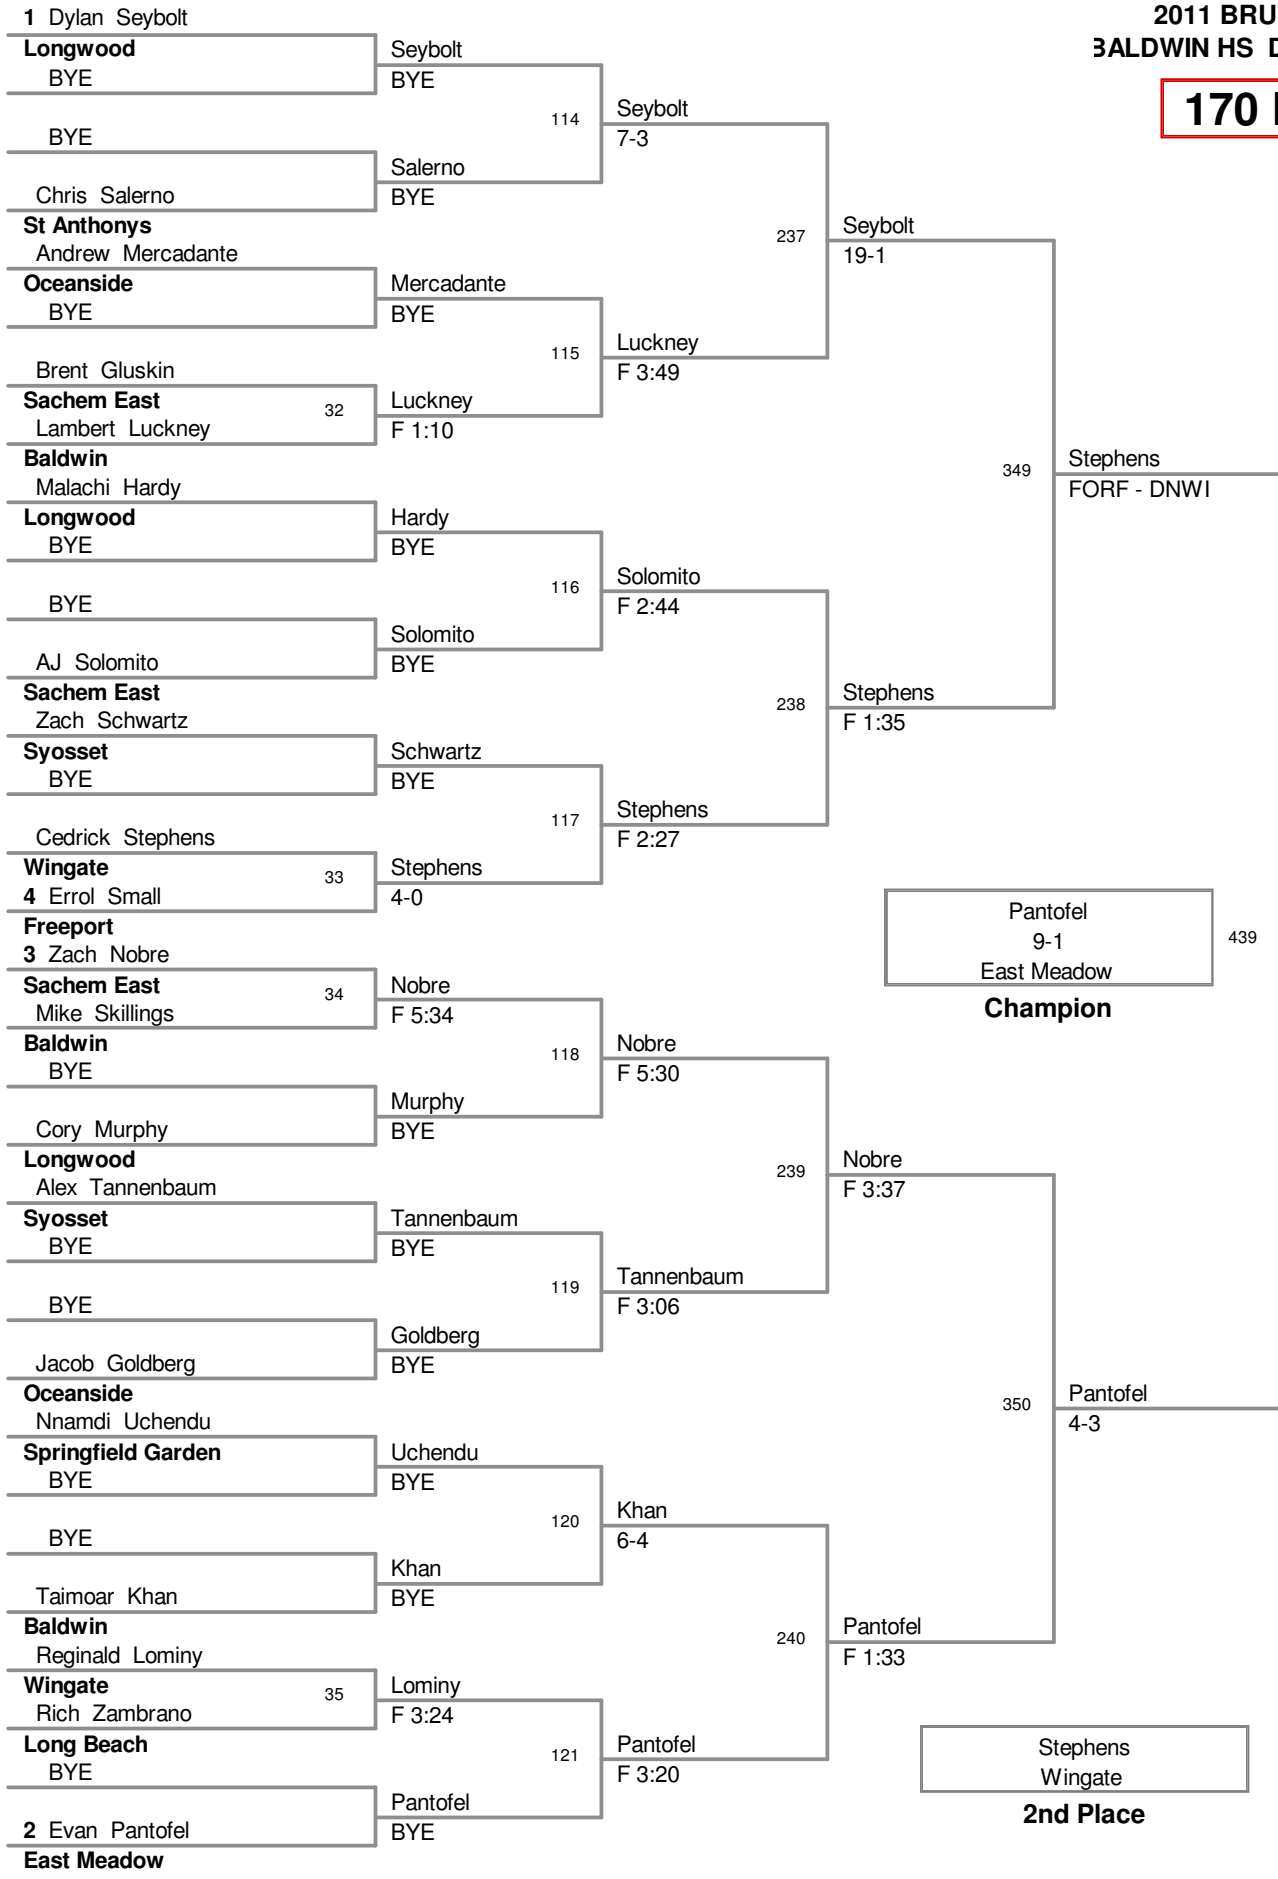 1 Dylan Seybolt
Longwood
BYE
BYE
Chris Salerno
St Anthonys
Andrew Mercadante
Oceanside
BYE
Brent Gluskin
Sachem East
32
Lambert Luckney
Baldwin
Malachi Hardy
Longwood
BYE
BYE
AJ Solomito
Sachem East
Zach Schwartz
Syosset
BYE
Cedrick Stephens
Wingate
33
4 Errol Small
Freeport
3 Zach Nobre
Sachem East
34
Mike Skillings
Baldwin
BYE
Cory Murphy
Longwood
Alex Tannenbaum
Syosset
BYE
BYE
Jacob Goldberg
Oceanside
Nnamdi Uchendu
Springfield Garden
BYE
BYE
Taimoar Khan
Baldwin
Reginald Lominy
Wingate
35
Rich Zambrano
Long Beach
BYE
2 Evan Pantofel
East Meadow
Seybolt
BYE
114
Salerno
BYE
Mercadante
BYE
115
Luckney
F 1:10
Hardy
BYE
116
Solomito
BYE
Schwartz
BYE
117
Stephens
4-0
Nobre
F 5:34
118
Murphy
BYE
Tannenbaum
BYE
119
Goldberg
BYE
Uchendu
BYE
120
Khan
BYE
Lominy
F 3:24
121
Pantofel
BYE
Seybolt
7-3
237
Luckney
F 3:49
Solomito
F 2:44
238
Stephens
F 2:27
Nobre
F 5:30
239
Tannenbaum
F 3:06
Khan
6-4
240
Pantofel
F 3:20
Seybolt
19-1
349
Stephens
F 1:35
Nobre
F 3:37
350
Pantofel
F 1:33
2011 BRU
BALDWIN HS D
170
Stephens
FORF - DNWI
Pantofel
9-1
East Meadow
439
Champion
Pantofel
4-3
Stephens
Wingate
2nd Place